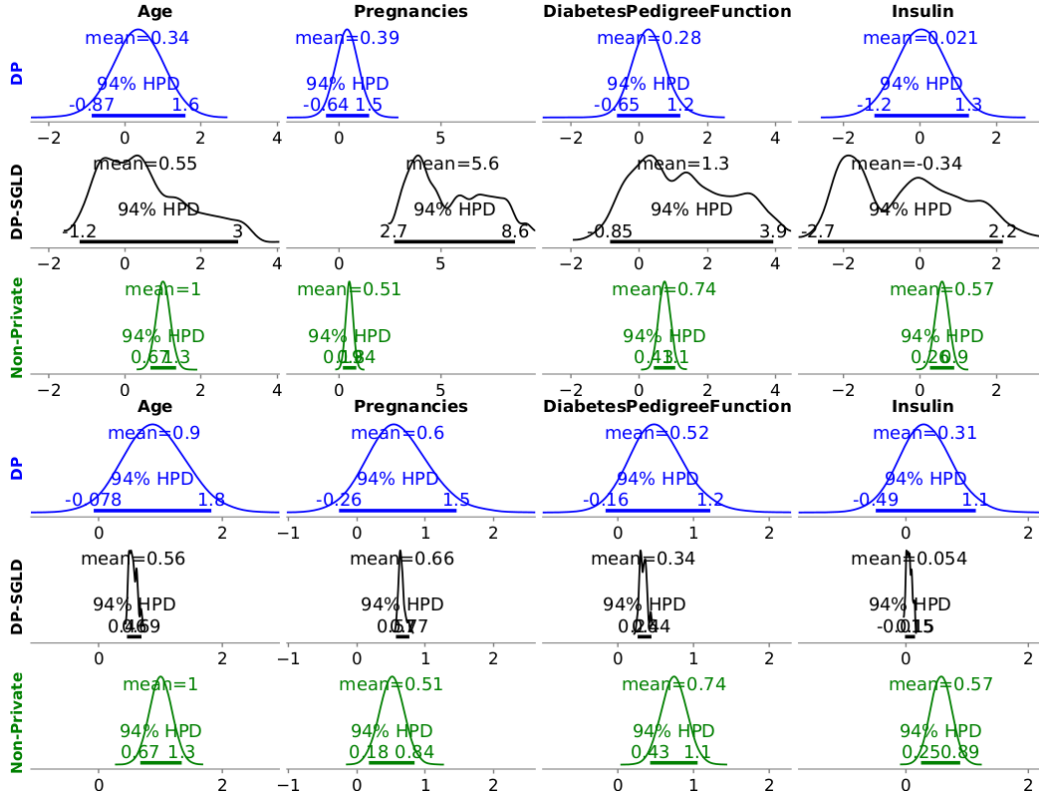 Age Pregnancies DiabetesPedigreeFunction Insulin
DP
mean=0.34 mean=0.39 mean=0.28 mean=0.021
94% HPD 94% HPD 94% HPD 94% HPD
-0.87 1.6 -0.64 1.5 -0.65 1.2 -1.2 1.3
−2 0 2 4 0 5 −2 0 2 4 −2 0 2
DP-SGLD
mean=0.55 mean=5.6 mean=1.3 mean=-0.34
94% HPD 94% HPD 94% HPD 94% HPD
-1.2 3 2.7 8.6 -0.85 3.9 -2.7 2.2
−2 0 2 4 0 5 −2 0 2 4 −2 0 2
Non-Private
mean=1 mean=0.51 mean=0.74 mean=0.57
94% HPD 94% HPD 94% HPD 94% HPD
0.67 1.3 0.43 1.1 0.26 0.9
−2 0 2 4 0 5 −2 0 2 4 −2 0 2
Age Pregnancies DiabetesPedigreeFunction Insulin
DP
mean=0.9 mean=0.6 mean=0.52 mean=0.31
94% HPD 94% HPD 94% HPD 94% HPD
-0.078 1.8 -0.26 1.5 -0.16 1.2 -0.49 1.1
0 2 −1 0 1 2 0 2 0 2
DP-SGLD
mean=0.56 mean=0.66 mean=0.34 mean=0.054
94% HPD 94% HPD 94% HPD 94% HPD
0 2 −1 0 1 2 0 2 0 2
Non-Private
mean=1 mean=0.51 mean=0.74 mean=0.57
94% HPD 94% HPD 94% HPD 94% HPD
0.67 1.3 0.18 0.84 0.43 1.1 0.25 0.89
0 2 −1 0 1 2 0 2 0 2